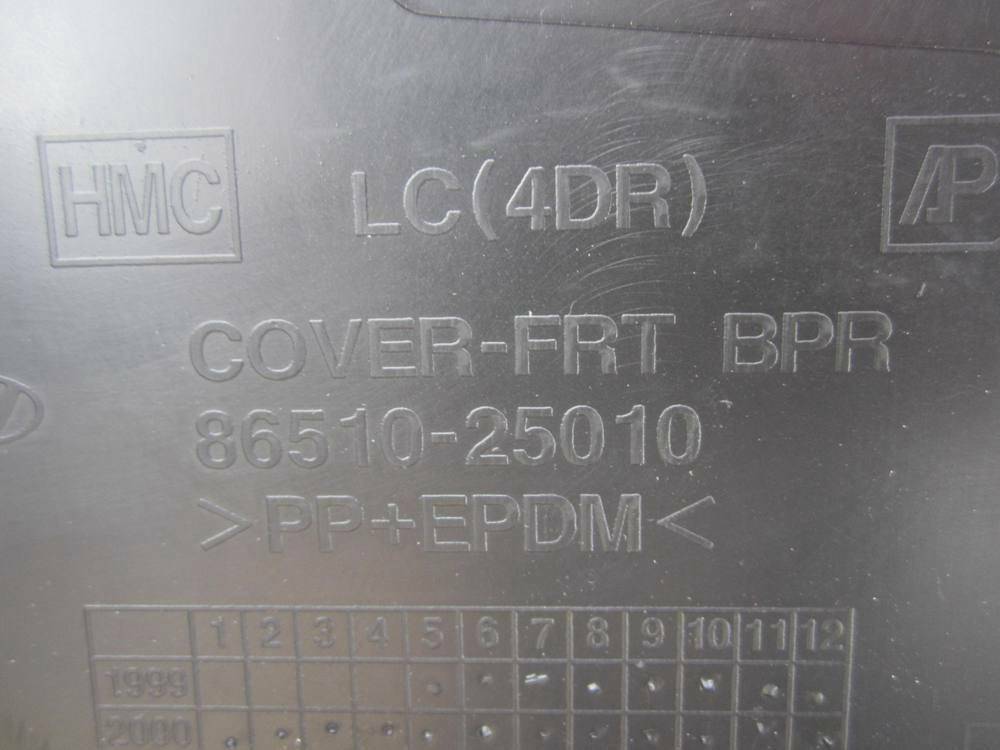 HMC LC(4DR) AP
COVER-FRT BPR
86510-25010
>PP+EPDM<
1 2 3 4 5 6 7 8 9 10 11 12
1999
2000